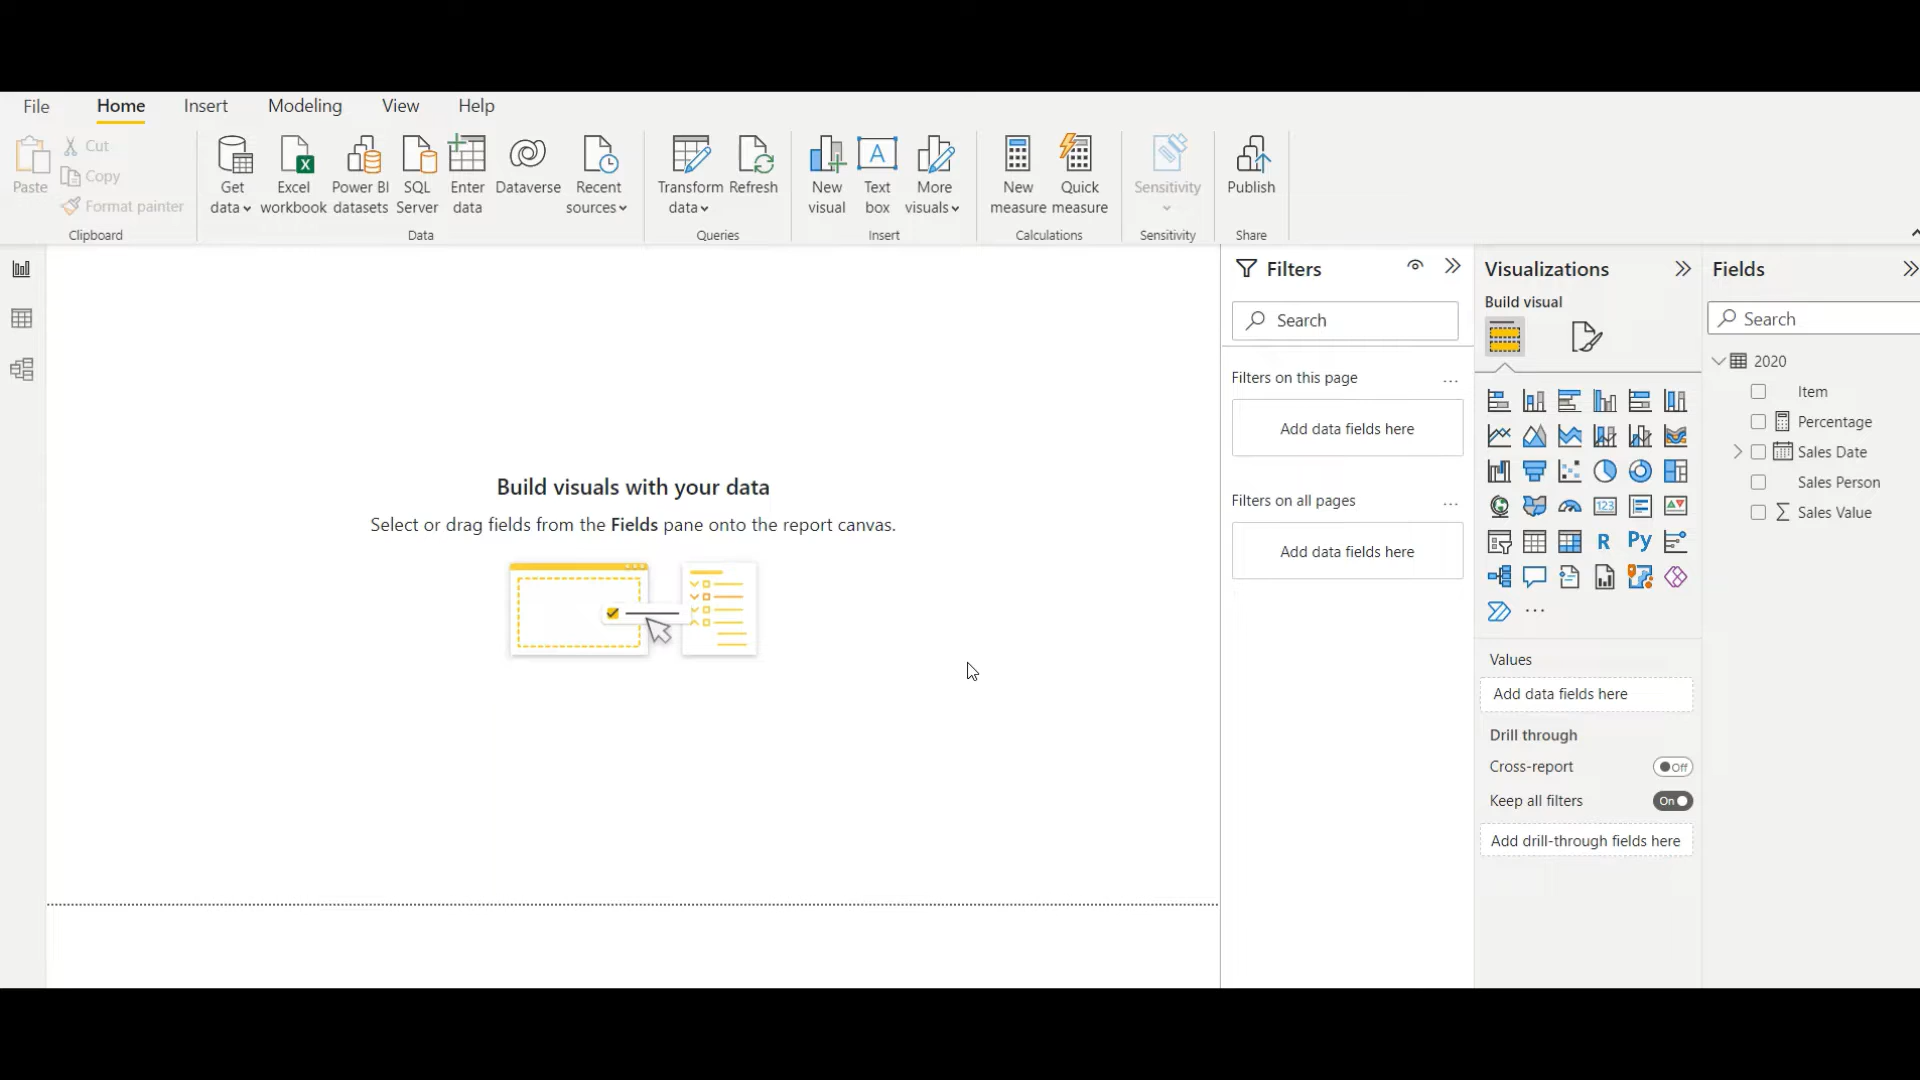 File Home Insert Modeling View Help
Paste
Cut
Copy
Format painter
Clipboard
Get
data
Excel
workbook
Power BI
datasets
SQL
Server
Enter
data
Dataverse
Recent
sources
Data
Transform
data
Refresh
Queries
New
visual
Text
box
More
visuals
Insert
New
measure
Quick
measure
Calculations
Sensitivity
Sensitivity
Publish
Share
Build visuals with your data
Select or drag fields from the Fields pane onto the report canvas.
Filters
Search
Filters on this page
...
Add data fields here
Filters on all pages
...
Add data fields here
Visualizations
Build visual
123
R
Py
...
Values
Add data fields here
Drill through
Cross-report Off
Keep all filters On
Add drill-through fields here
Fields
Search
2020
Item
Percentage
Sales Date
Sales Person
Σ Sales Value